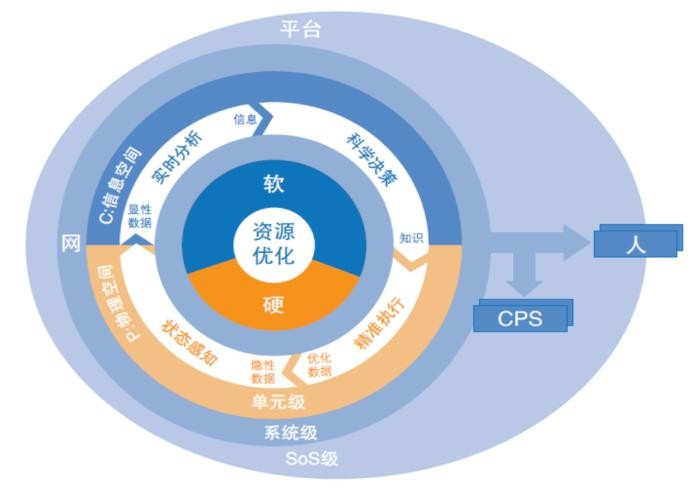 平台
信息
实时分析
科学决策
C:信息空间
软
显性
数据
资源
优化
知识
网
人
P:物理空间
硬
CPS
状态感知
精准执行
隐性
数据
优化
数据
单元级
系统级
SoS级